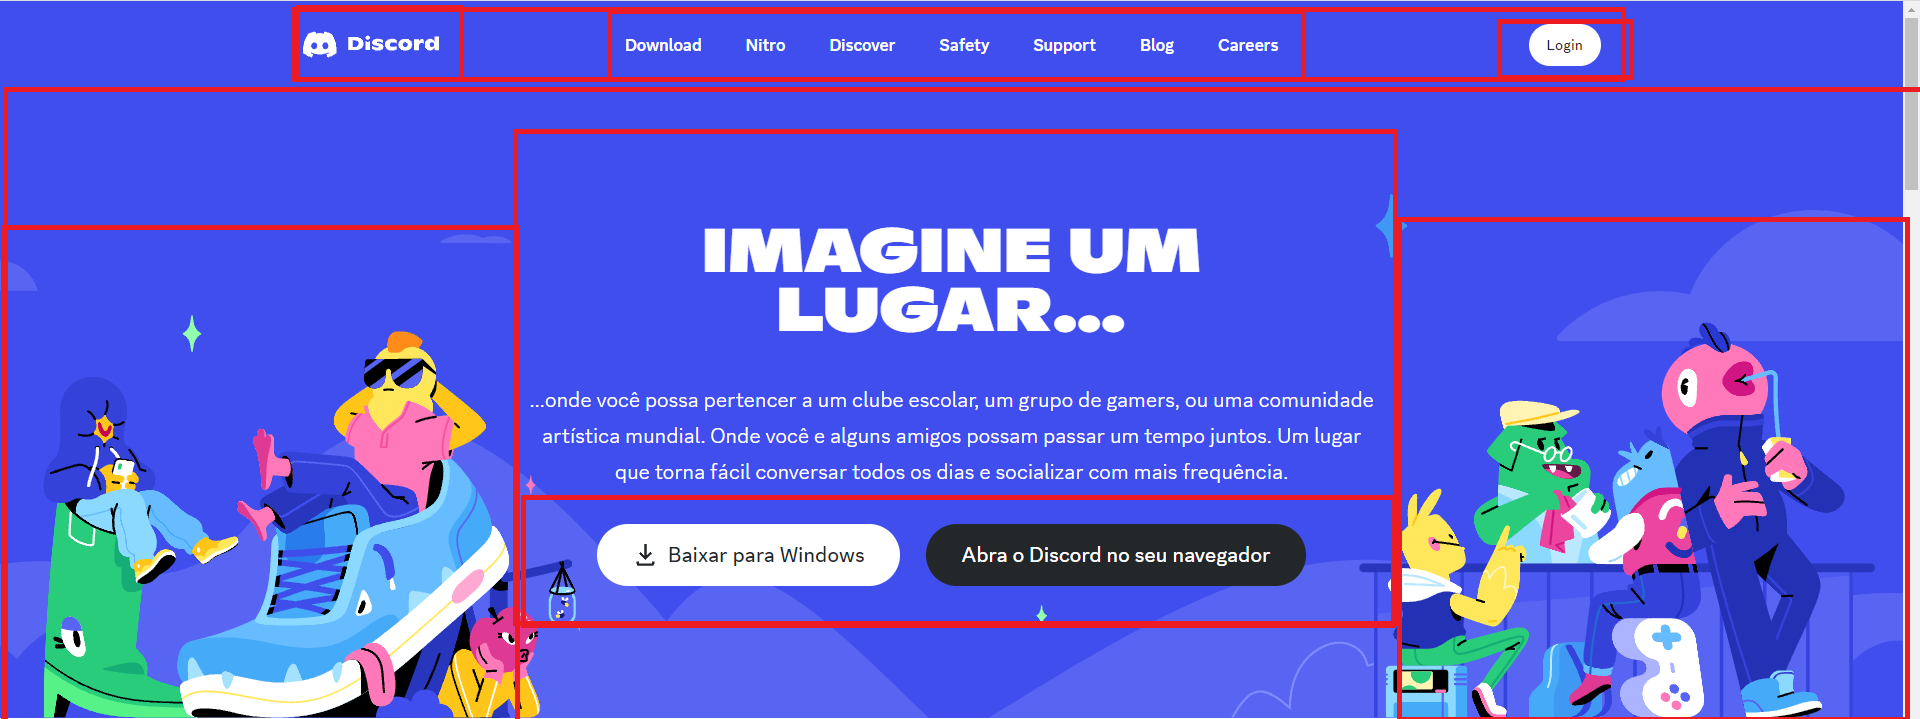 Discord
Download Nitro Discover Safety Support Blog Careers
Login
IMAGINE UM
LUGAR...
...onde você possa pertencer a um clube escolar, um grupo de gamers, ou uma comunidade
artística mundial. Onde você e alguns amigos possam passar um tempo juntos. Um lugar
que torna fácil conversar todos os dias e socializar com mais frequência.
Baixar para Windows
Abra o Discord no seu navegador